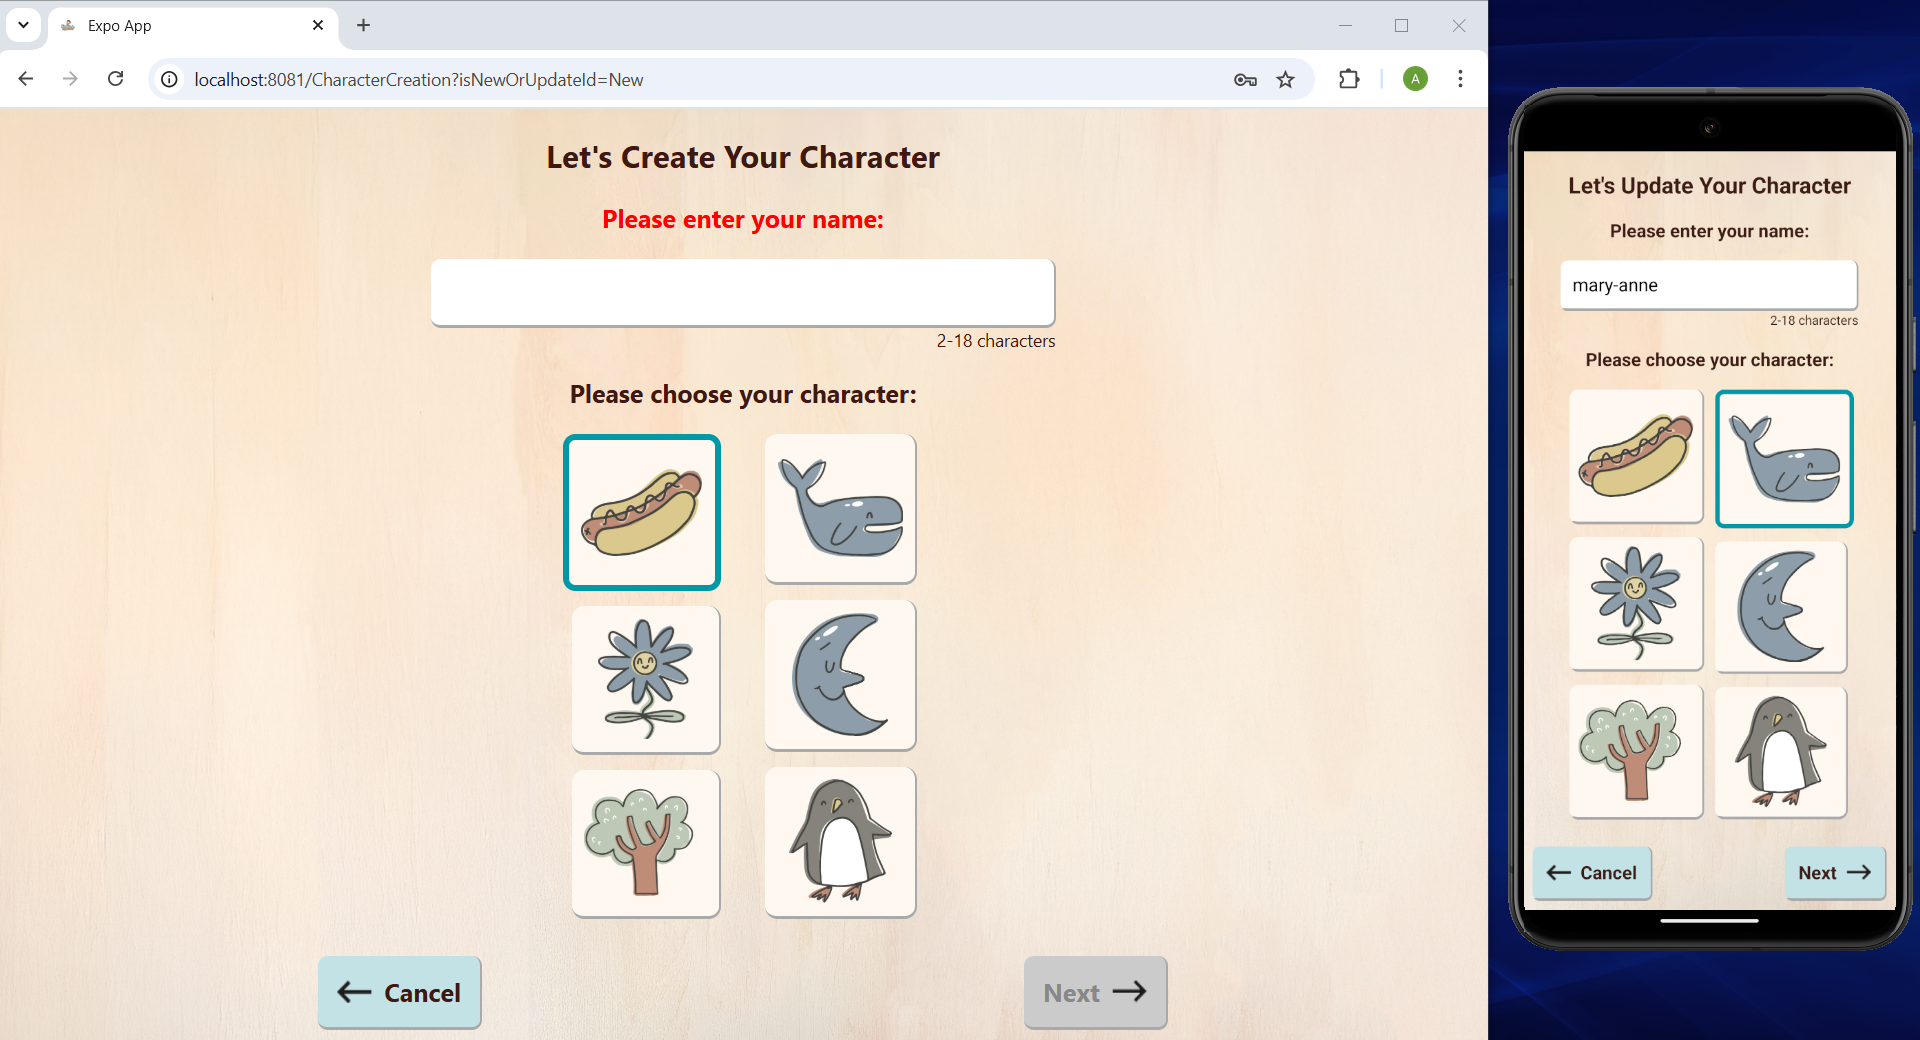 Expo App
localhost:8081/CharacterCreation?isNewOrUpdateId=New
A
Let's Create Your Character
Please enter your name:
2-18 characters
Please choose your character:
Cancel
Next
Let's Update Your Character
Please enter your name:
mary-anne
2-18 characters
Please choose your character:
Cancel
Next